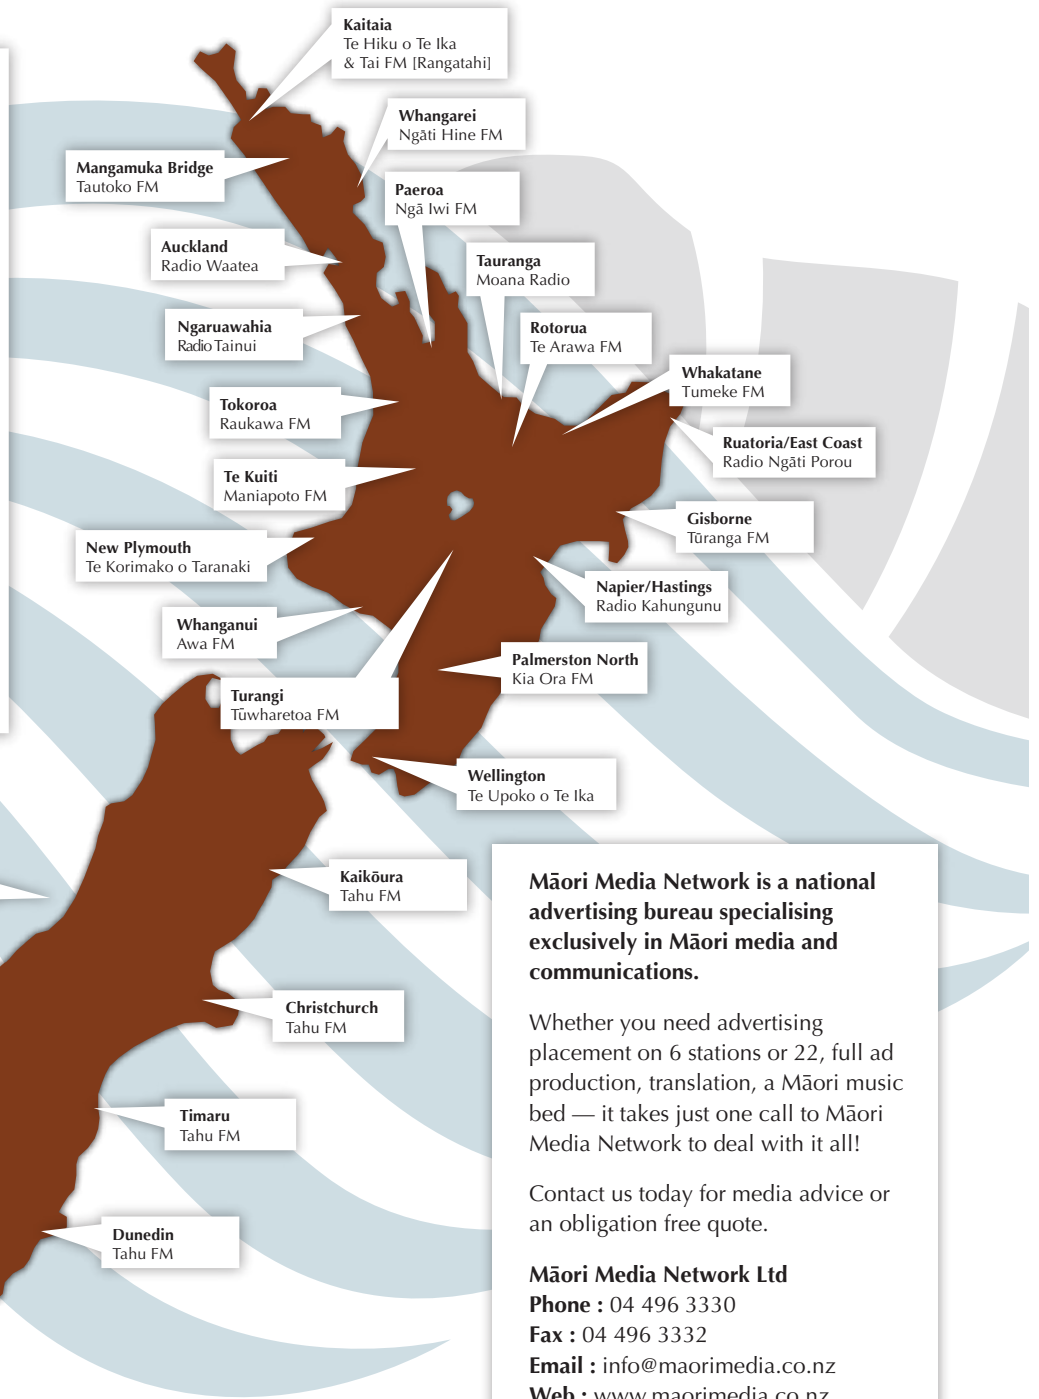 Kaitaia
Te Hiku o Te Ika
& Tai FM [Rangatahi]
Whangarei
Ngāti Hine FM
Mangamuka Bridge
Tautoko FM
Paeroa
Ngā Iwi FM
Auckland
Radio Waatea
Tauranga
Moana Radio
Ngaruawahia
Radio Tainui
Rotorua
Te Arawa FM
Whakatane
Tumeke FM
Tokoroa
Raukawa FM
Ruatoria/East Coast
Radio Ngāti Porou
Te Kuiti
Maniapoto FM
Gisborne
Tūranga FM
New Plymouth
Te Korimako o Taranaki
Napier/Hastings
Radio Kahungunu
Whanganui
Awa FM
Palmerston North
Kia Ora FM
Turangi
Tūwharetoa FM
Wellington
Te Upoko o Te Ika
Kaikōura
Tahu FM
Christchurch
Tahu FM
Timaru
Tahu FM
Dunedin
Tahu FM
Māori Media Network is a national
advertising bureau specialising
exclusively in Māori media and
communications.
Whether you need advertising
placement on 6 stations or 22, full ad
production, translation, a Māori music
bed — it takes just one call to Māori
Media Network to deal with it all!
Contact us today for media advice or
an obligation free quote.
Māori Media Network Ltd
Phone : 04 496 3330
Fax : 04 496 3332
Email : info@maorimedia.co.nz
Web : www.maorimedia.co.nz